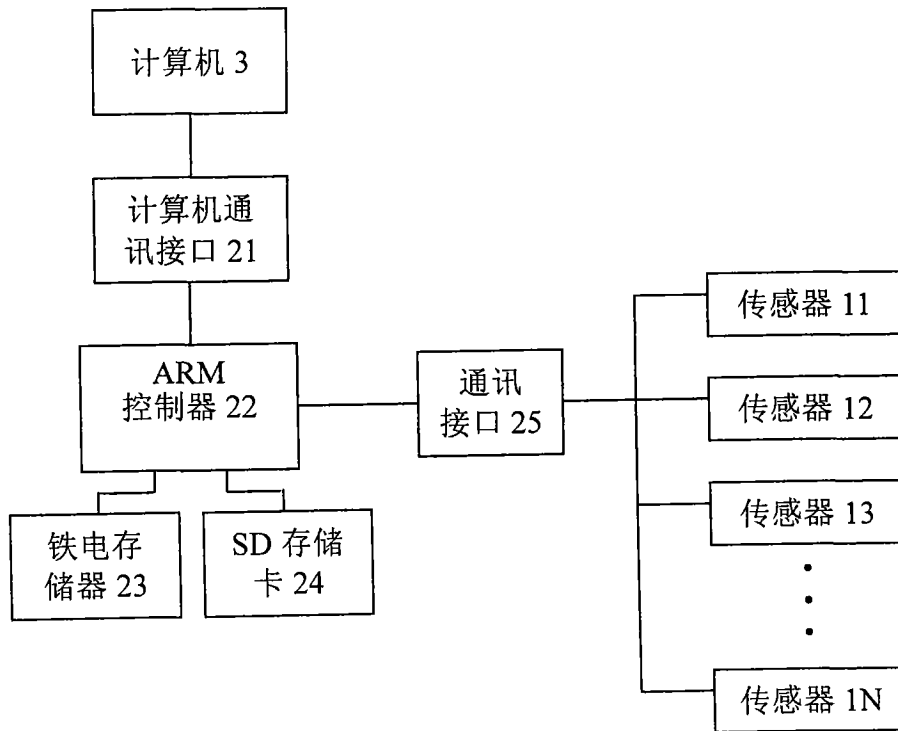 计算机 3
计算机通
讯接口 21
ARM
控制器 22
通讯
接口 25
铁电存
储器 23
SD 存储
卡 24
传感器 11
传感器 12
传感器 13
传感器 1N